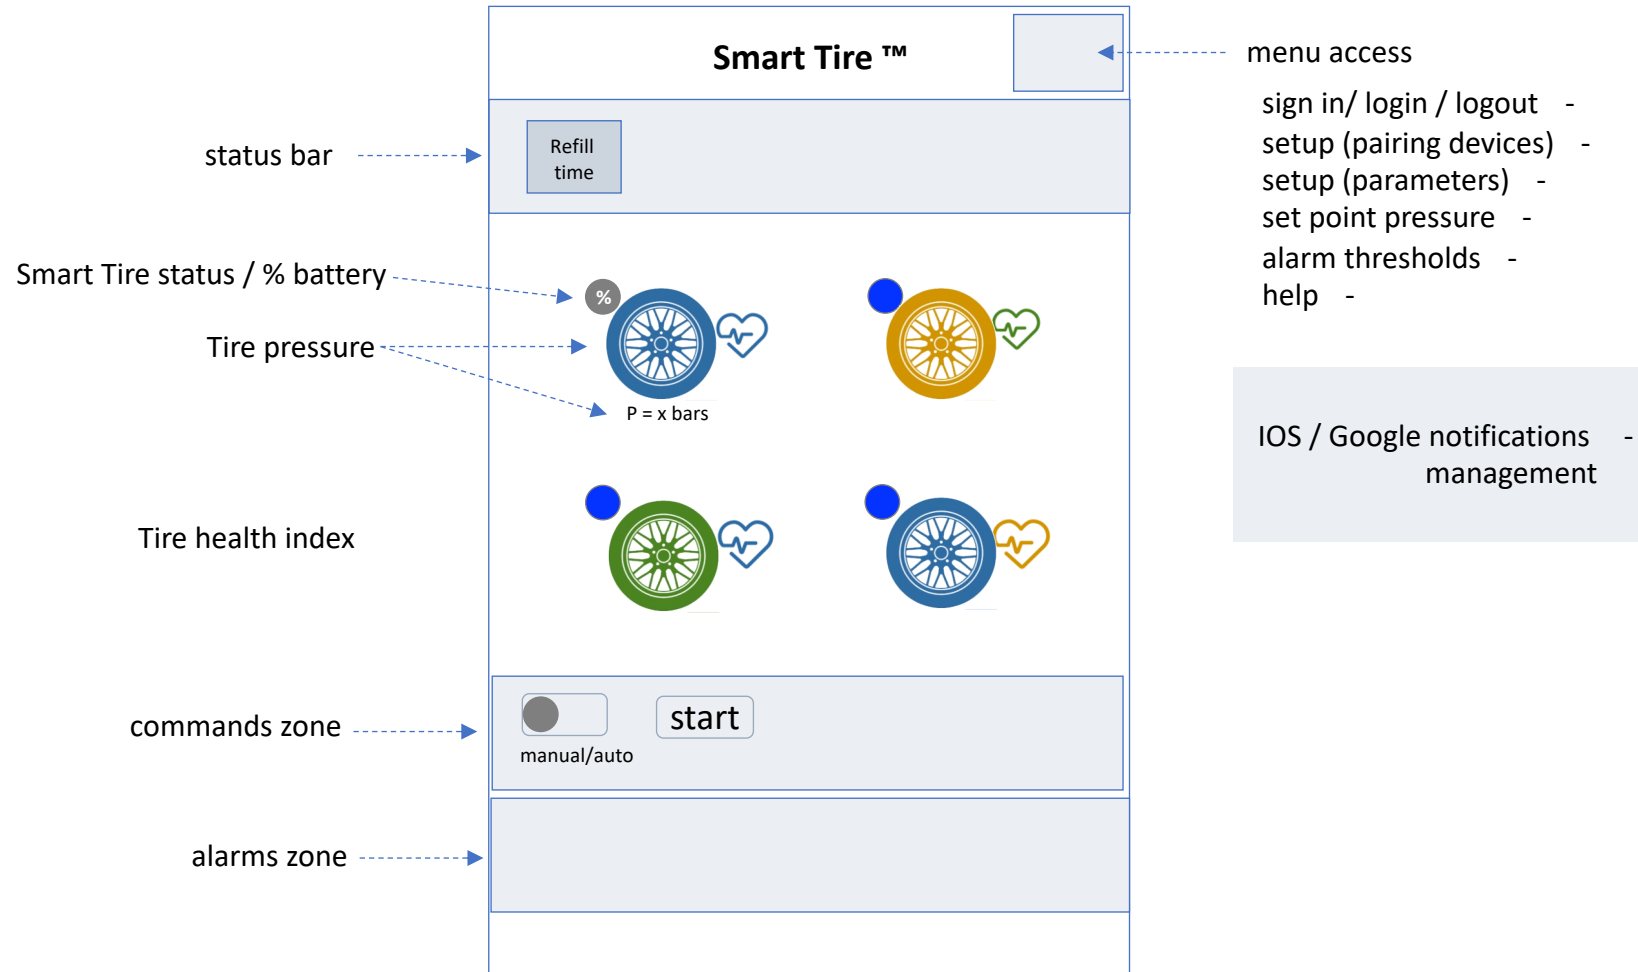 Smart Tire ™
menu access
sign in/ login / logout -
setup (pairing devices) -
setup (parameters) -
set point pressure -
alarm thresholds -
help -
IOS / Google notifications -
management
status bar
Refill
time
Smart Tire status / % battery
%
Tire pressure
P = x bars
Tire health index
commands zone
start
manual/auto
alarms zone